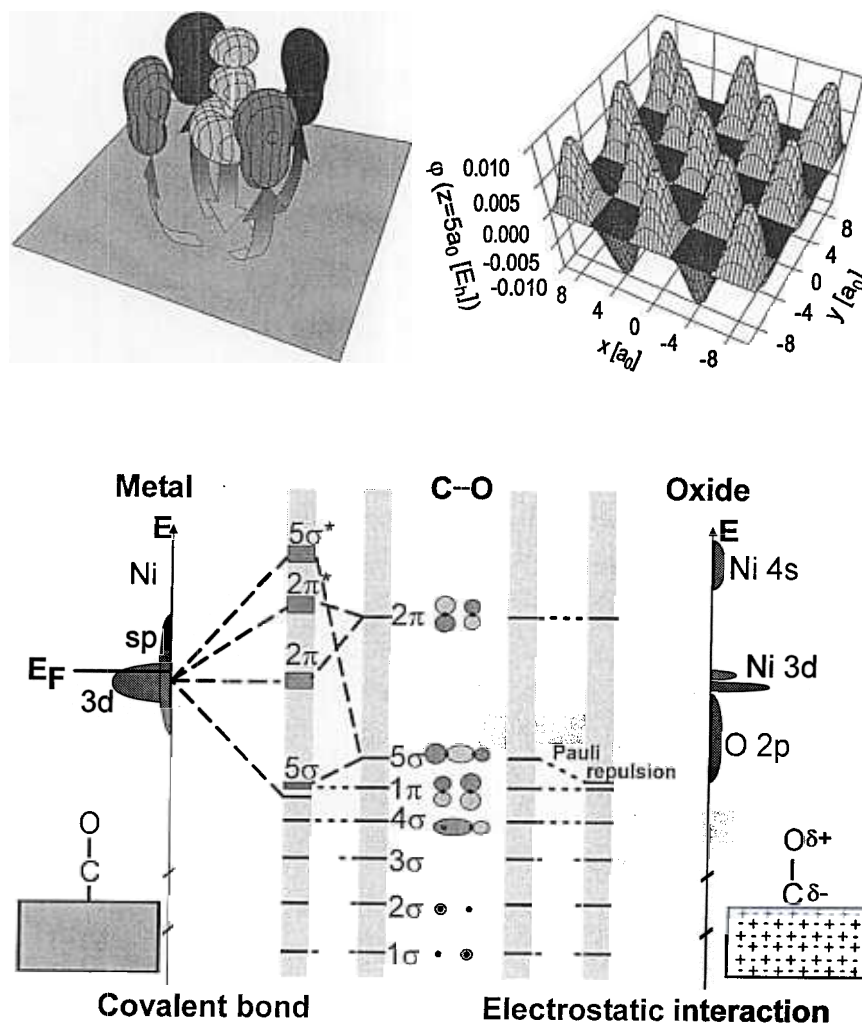 0.010
0.005
0.000
-0.005
-0.010
φ (z=5a₀ [Eₕ])
8
4
0
-4
-8
x [a₀]
8
4
0
-4
-8
y [a₀]
Metal
C--O
Oxide
E
E
Ni
5σ*
Ni 4s
2π*
2π
sp
E_F
2π
Ni 3d
3d
O 2p
5σ
5σ
Pauli
repulsion
1π
4σ
O
C
3σ
Oδ+
Cδ-
2σ
1σ
- + - + - + - + - +
+ - + - + - + - + -
- + - + - + - + - +
+ - + - + - + - + -
- + - + - + - + - +
Covalent bond
Electrostatic interaction